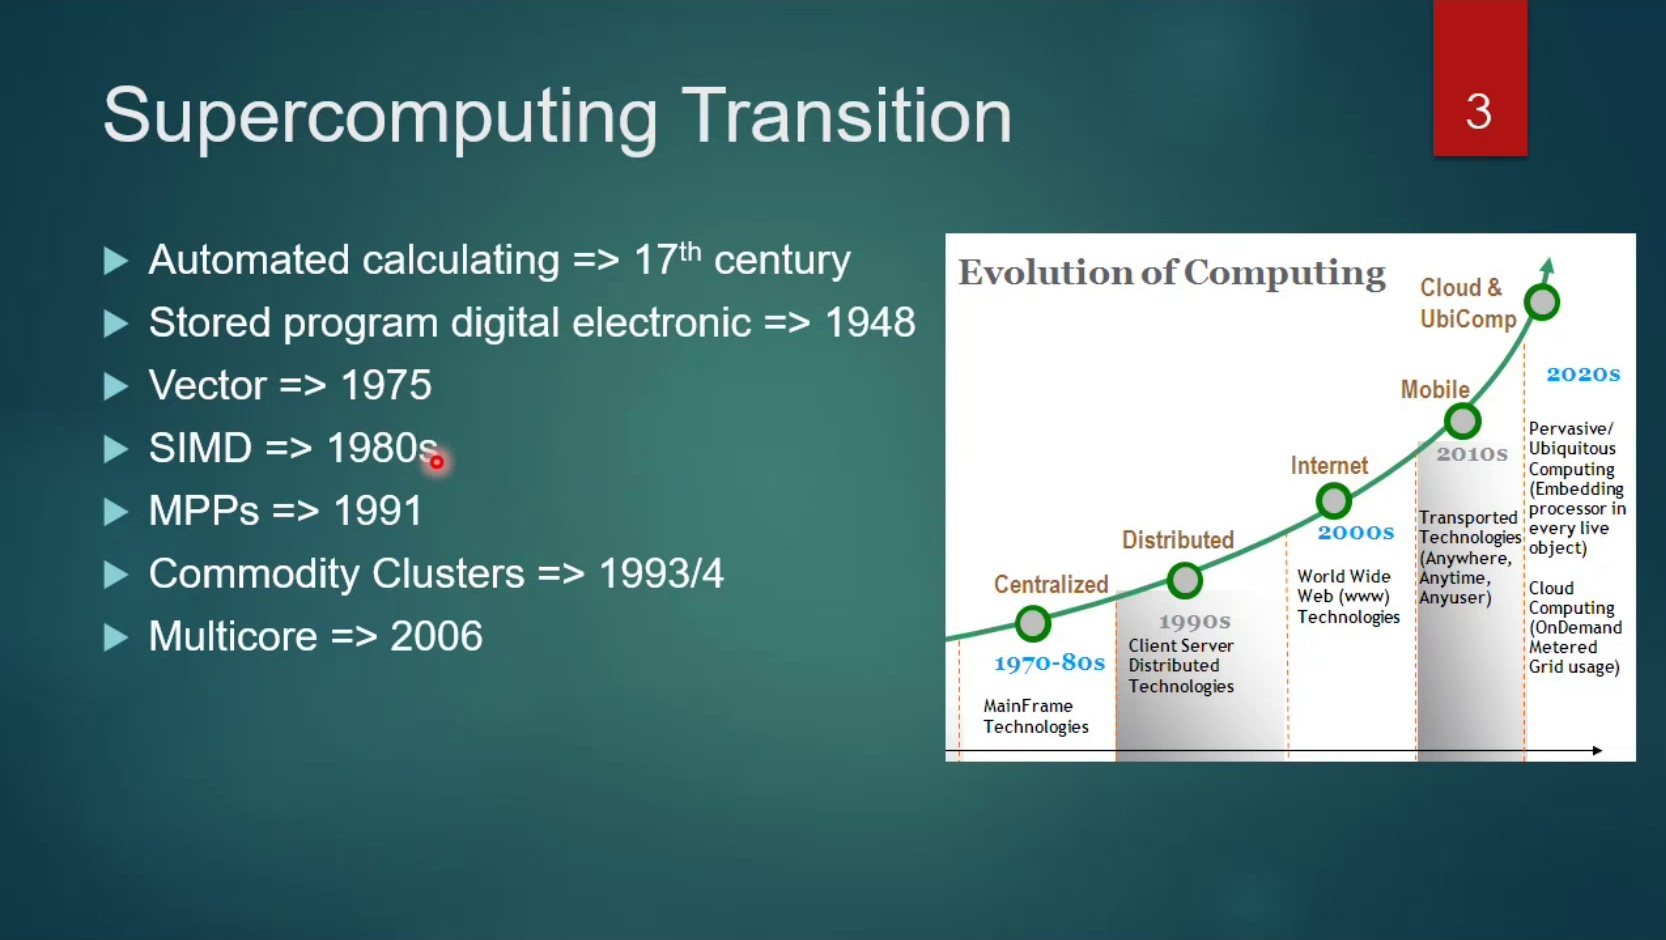 Supercomputing Transition
3
Automated calculating => 17th century
Stored program digital electronic => 1948
Vector => 1975
SIMD => 1980s
MPPs => 1991
Commodity Clusters => 1993/4
Multicore => 2006
Evolution of Computing
Centralized
1970-80s
MainFrame
Technologies
Distributed
1990s
Client Server
Distributed
Technologies
Internet
2000s
World Wide
Web (www)
Technologies
Mobile
2010s
Transported
Technologies
(Anywhere,
Anytime,
Anyuser)
Cloud &
UbiComp
2020s
Pervasive/
Ubiquitous
Computing
(Embedding
processor in
every live
object)
Cloud
Computing
(OnDemand
Metered
Grid usage)